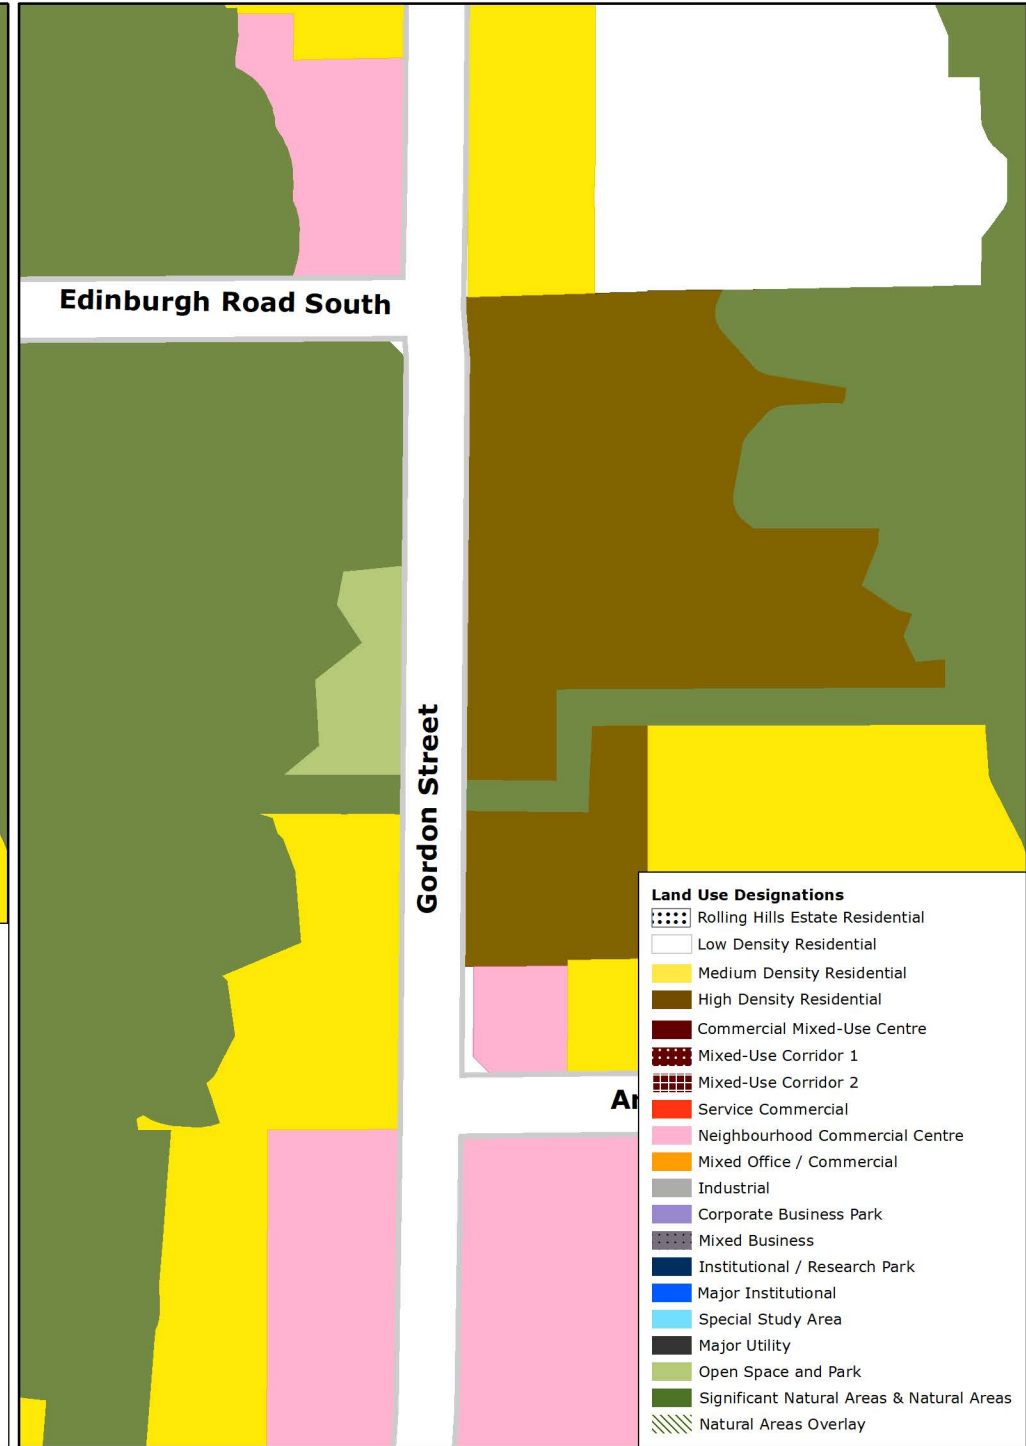 Edinburgh Road South
Gordon Street
Land Use Designations
Rolling Hills Estate Residential
Low Density Residential
Medium Density Residential
High Density Residential
Commercial Mixed-Use Centre
Mixed-Use Corridor 1
Mixed-Use Corridor 2
Service Commercial
Neighbourhood Commercial Centre
Mixed Office / Commercial
Industrial
Corporate Business Park
Mixed Business
Institutional / Research Park
Major Institutional
Special Study Area
Major Utility
Open Space and Park
Significant Natural Areas & Natural Areas
Natural Areas Overlay